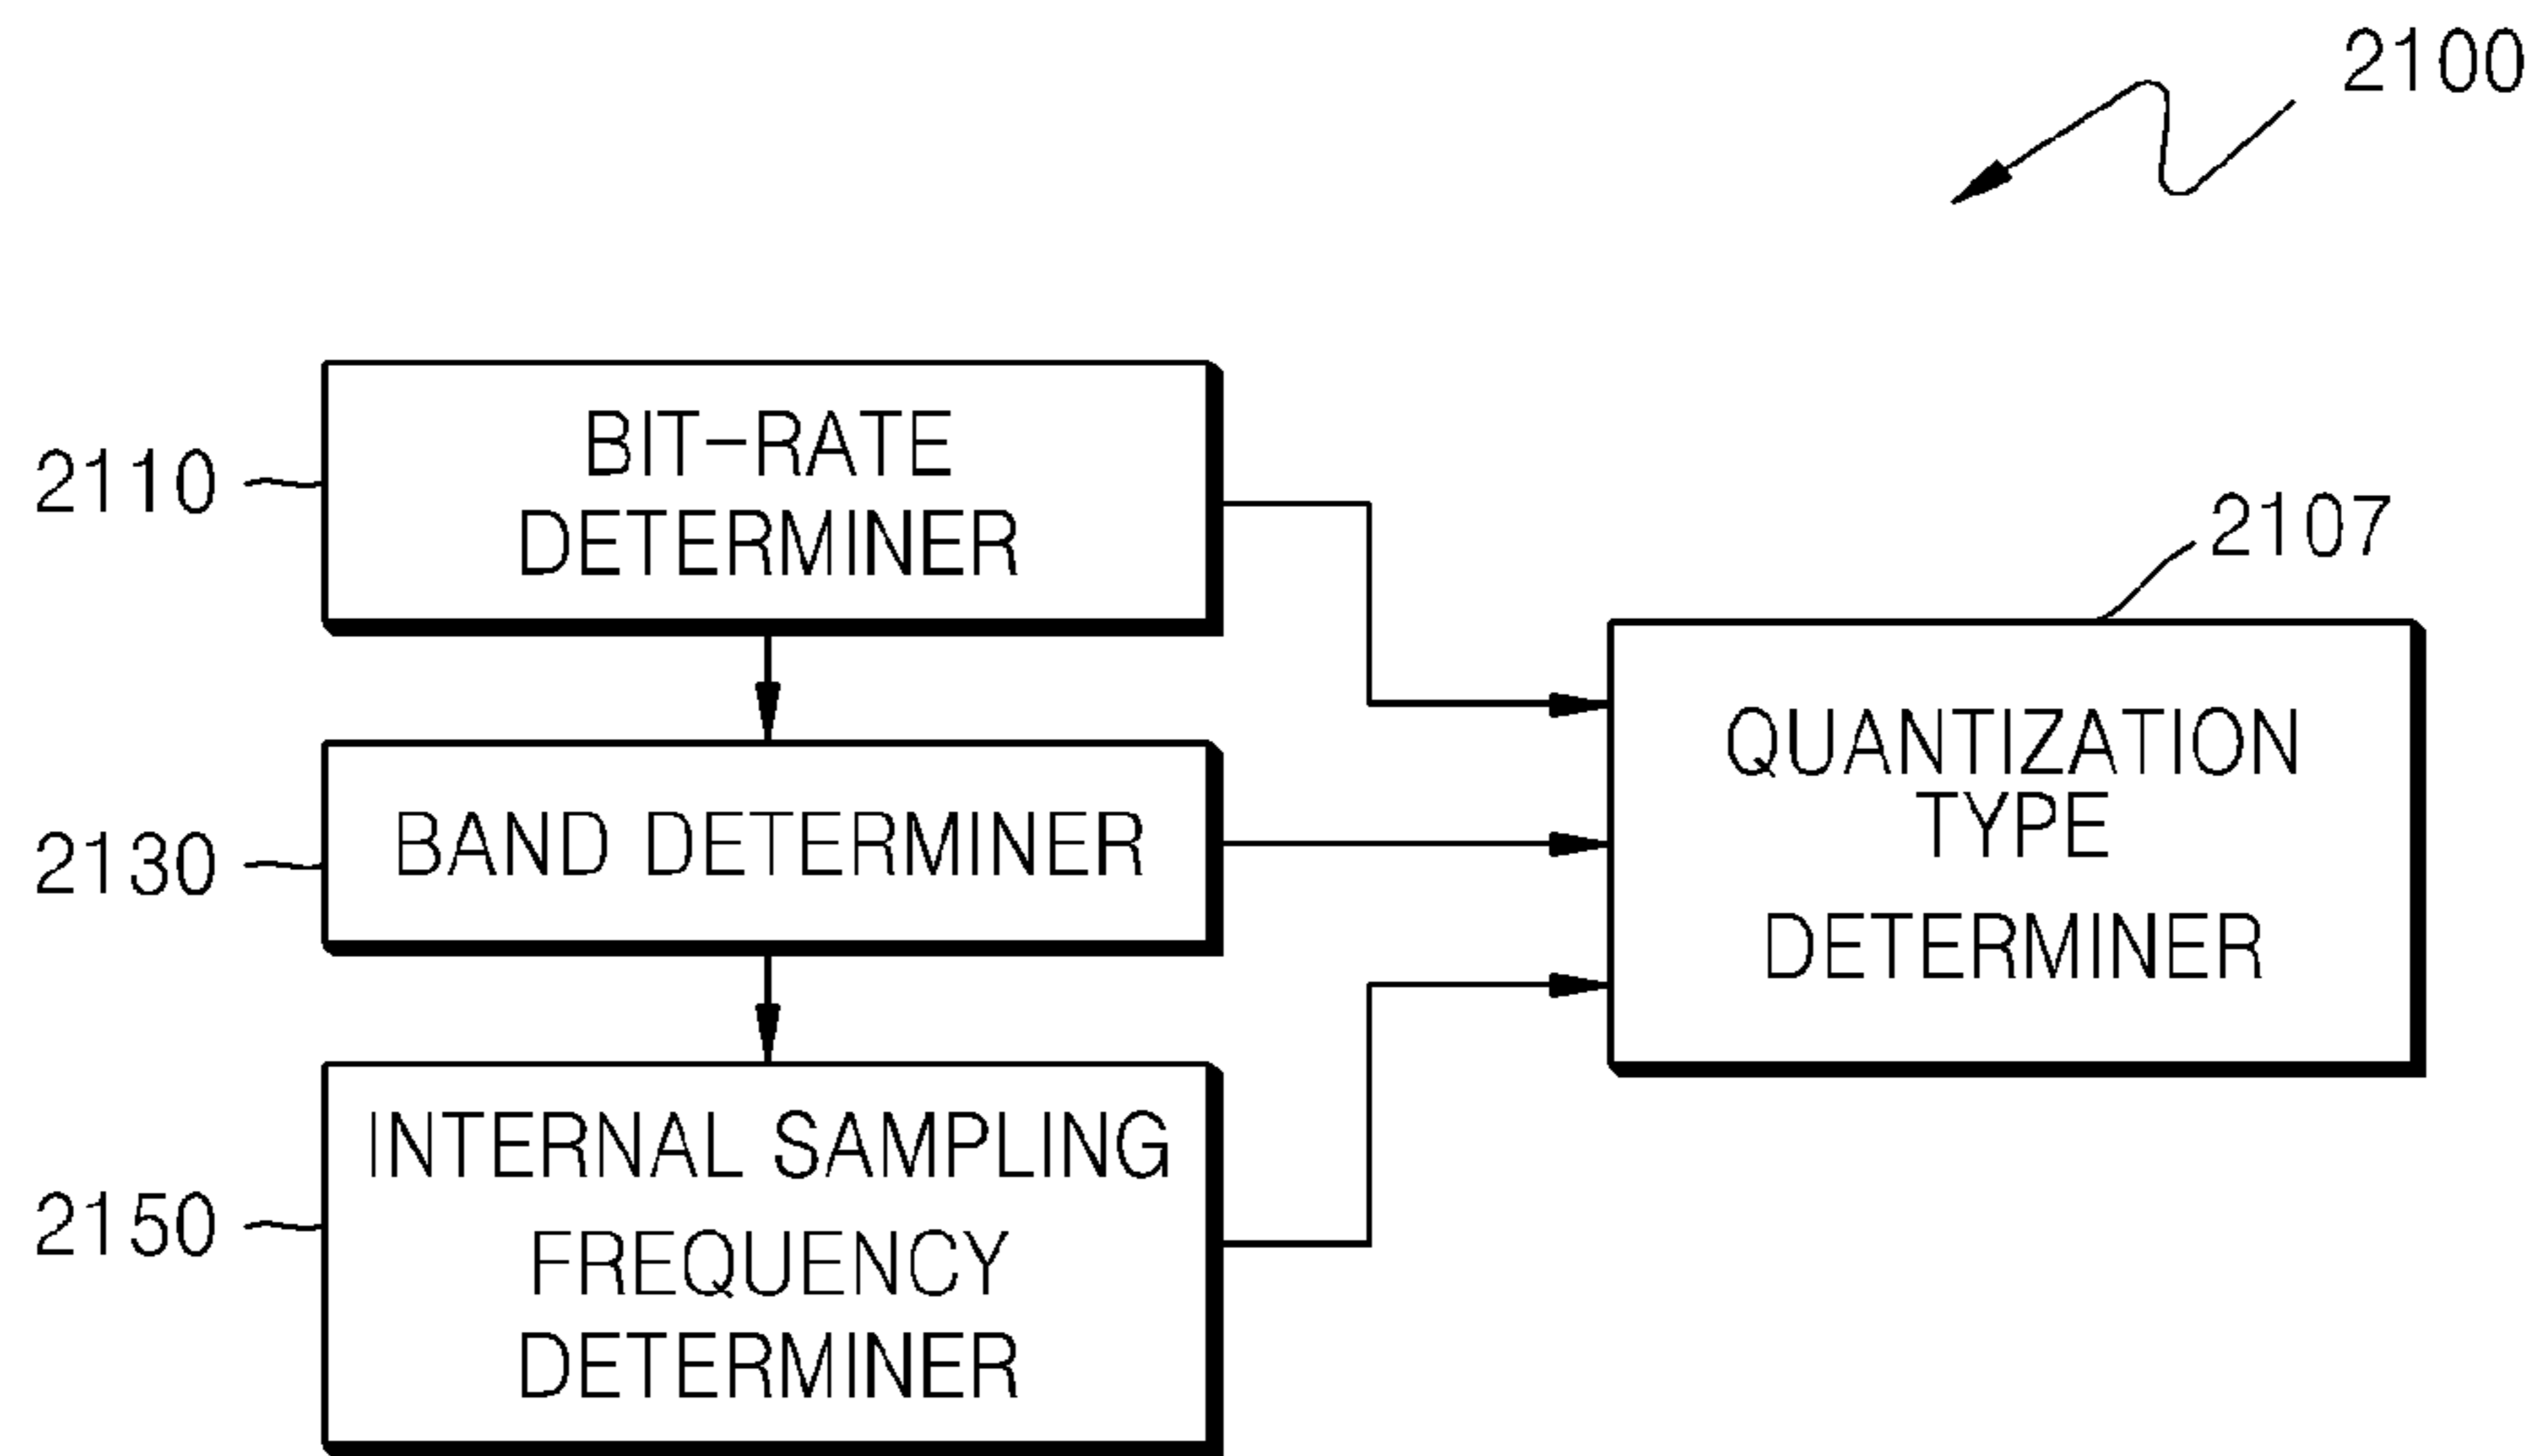 2100
2110
BIT-RATE
DETERMINER
2107
QUANTIZATION
TYPE
DETERMINER
2130
BAND DETERMINER
2150
INTERNAL SAMPLING
FREQUENCY
DETERMINER